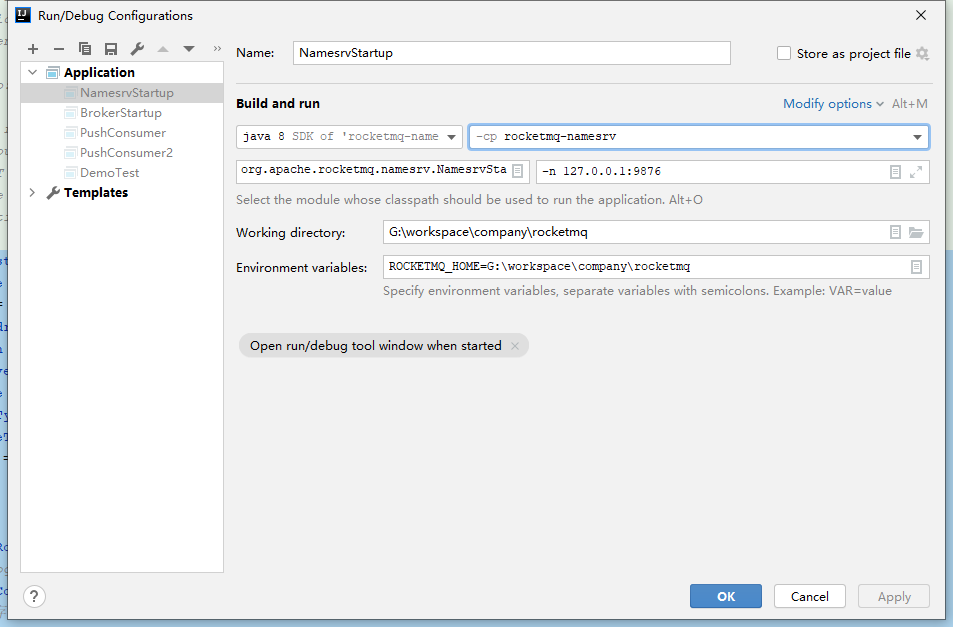 Run/Debug Configurations
Name: NamesrvStartup
Store as project file
Application
NamesrvStartup
BrokerStartup
PushConsumer
PushConsumer2
DemoTest
Templates
Build and run
Modify options Alt+M
java 8 SDK of 'rocketmq-name
-cp rocketmq-namesrv
org.apache.rocketmq.namesrv.NamesrvSta
-n 127.0.0.1:9876
Select the module whose classpath should be used to run the application. Alt+O
Working directory: G:\workspace\company\rocketmq
Environment variables: ROCKETMQ_HOME=G:\workspace\company\rocketmq
Specify environment variables, separate variables with semicolons. Example: VAR=value
Open run/debug tool window when started
?
OK
Cancel
Apply